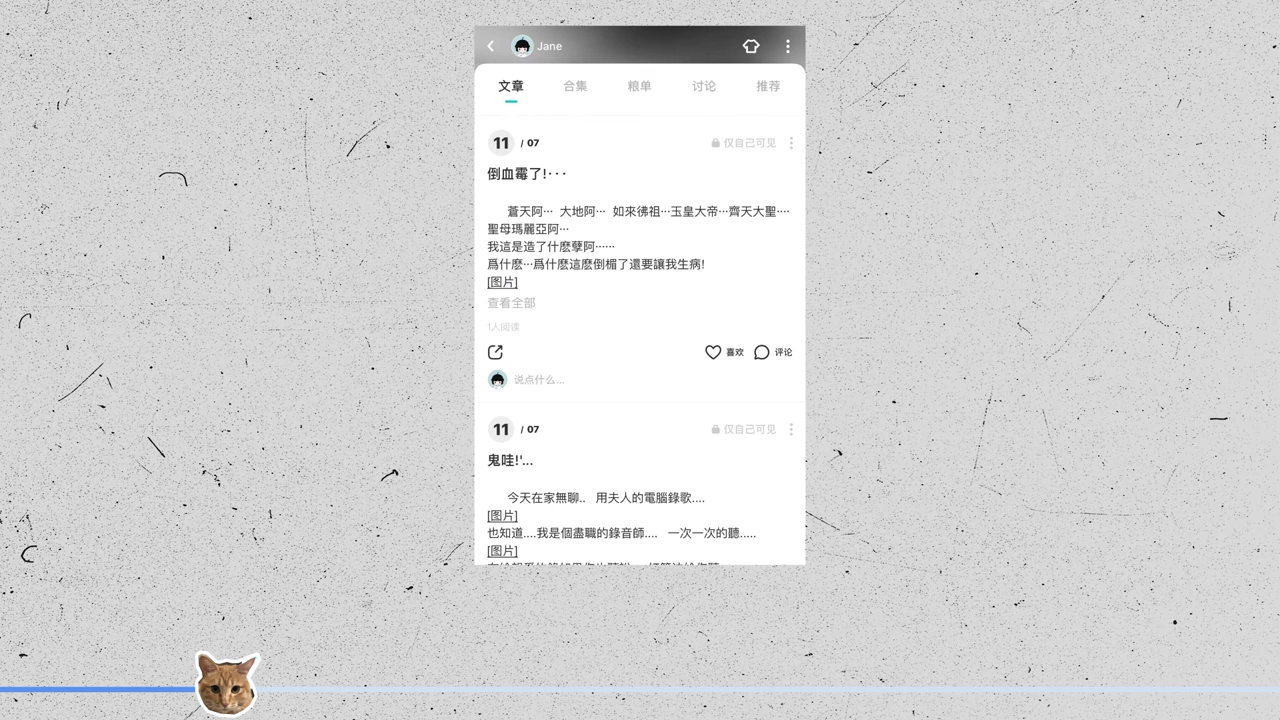 Jane
文章 合集 粮单 讨论 推荐
11 / 07 仅自己可见
倒血霉了!···
蒼天阿··· 大地阿··· 如來彿祖···玉皇大帝···齊天大聖····
聖母瑪麗亞阿···
我這是造了什麽孽阿······
爲什麽···爲什麽這麽倒楣了還要讓我生病!
[图片]
查看全部
1人阅读
喜欢 评论
说点什么...
11 / 07 仅自己可见
鬼哇!'...
今天在家無聊.. 用夫人的電腦錄歌....
[图片]
也知道....我是個盡職的錄音師.... 一次一次的聽.....
[图片]